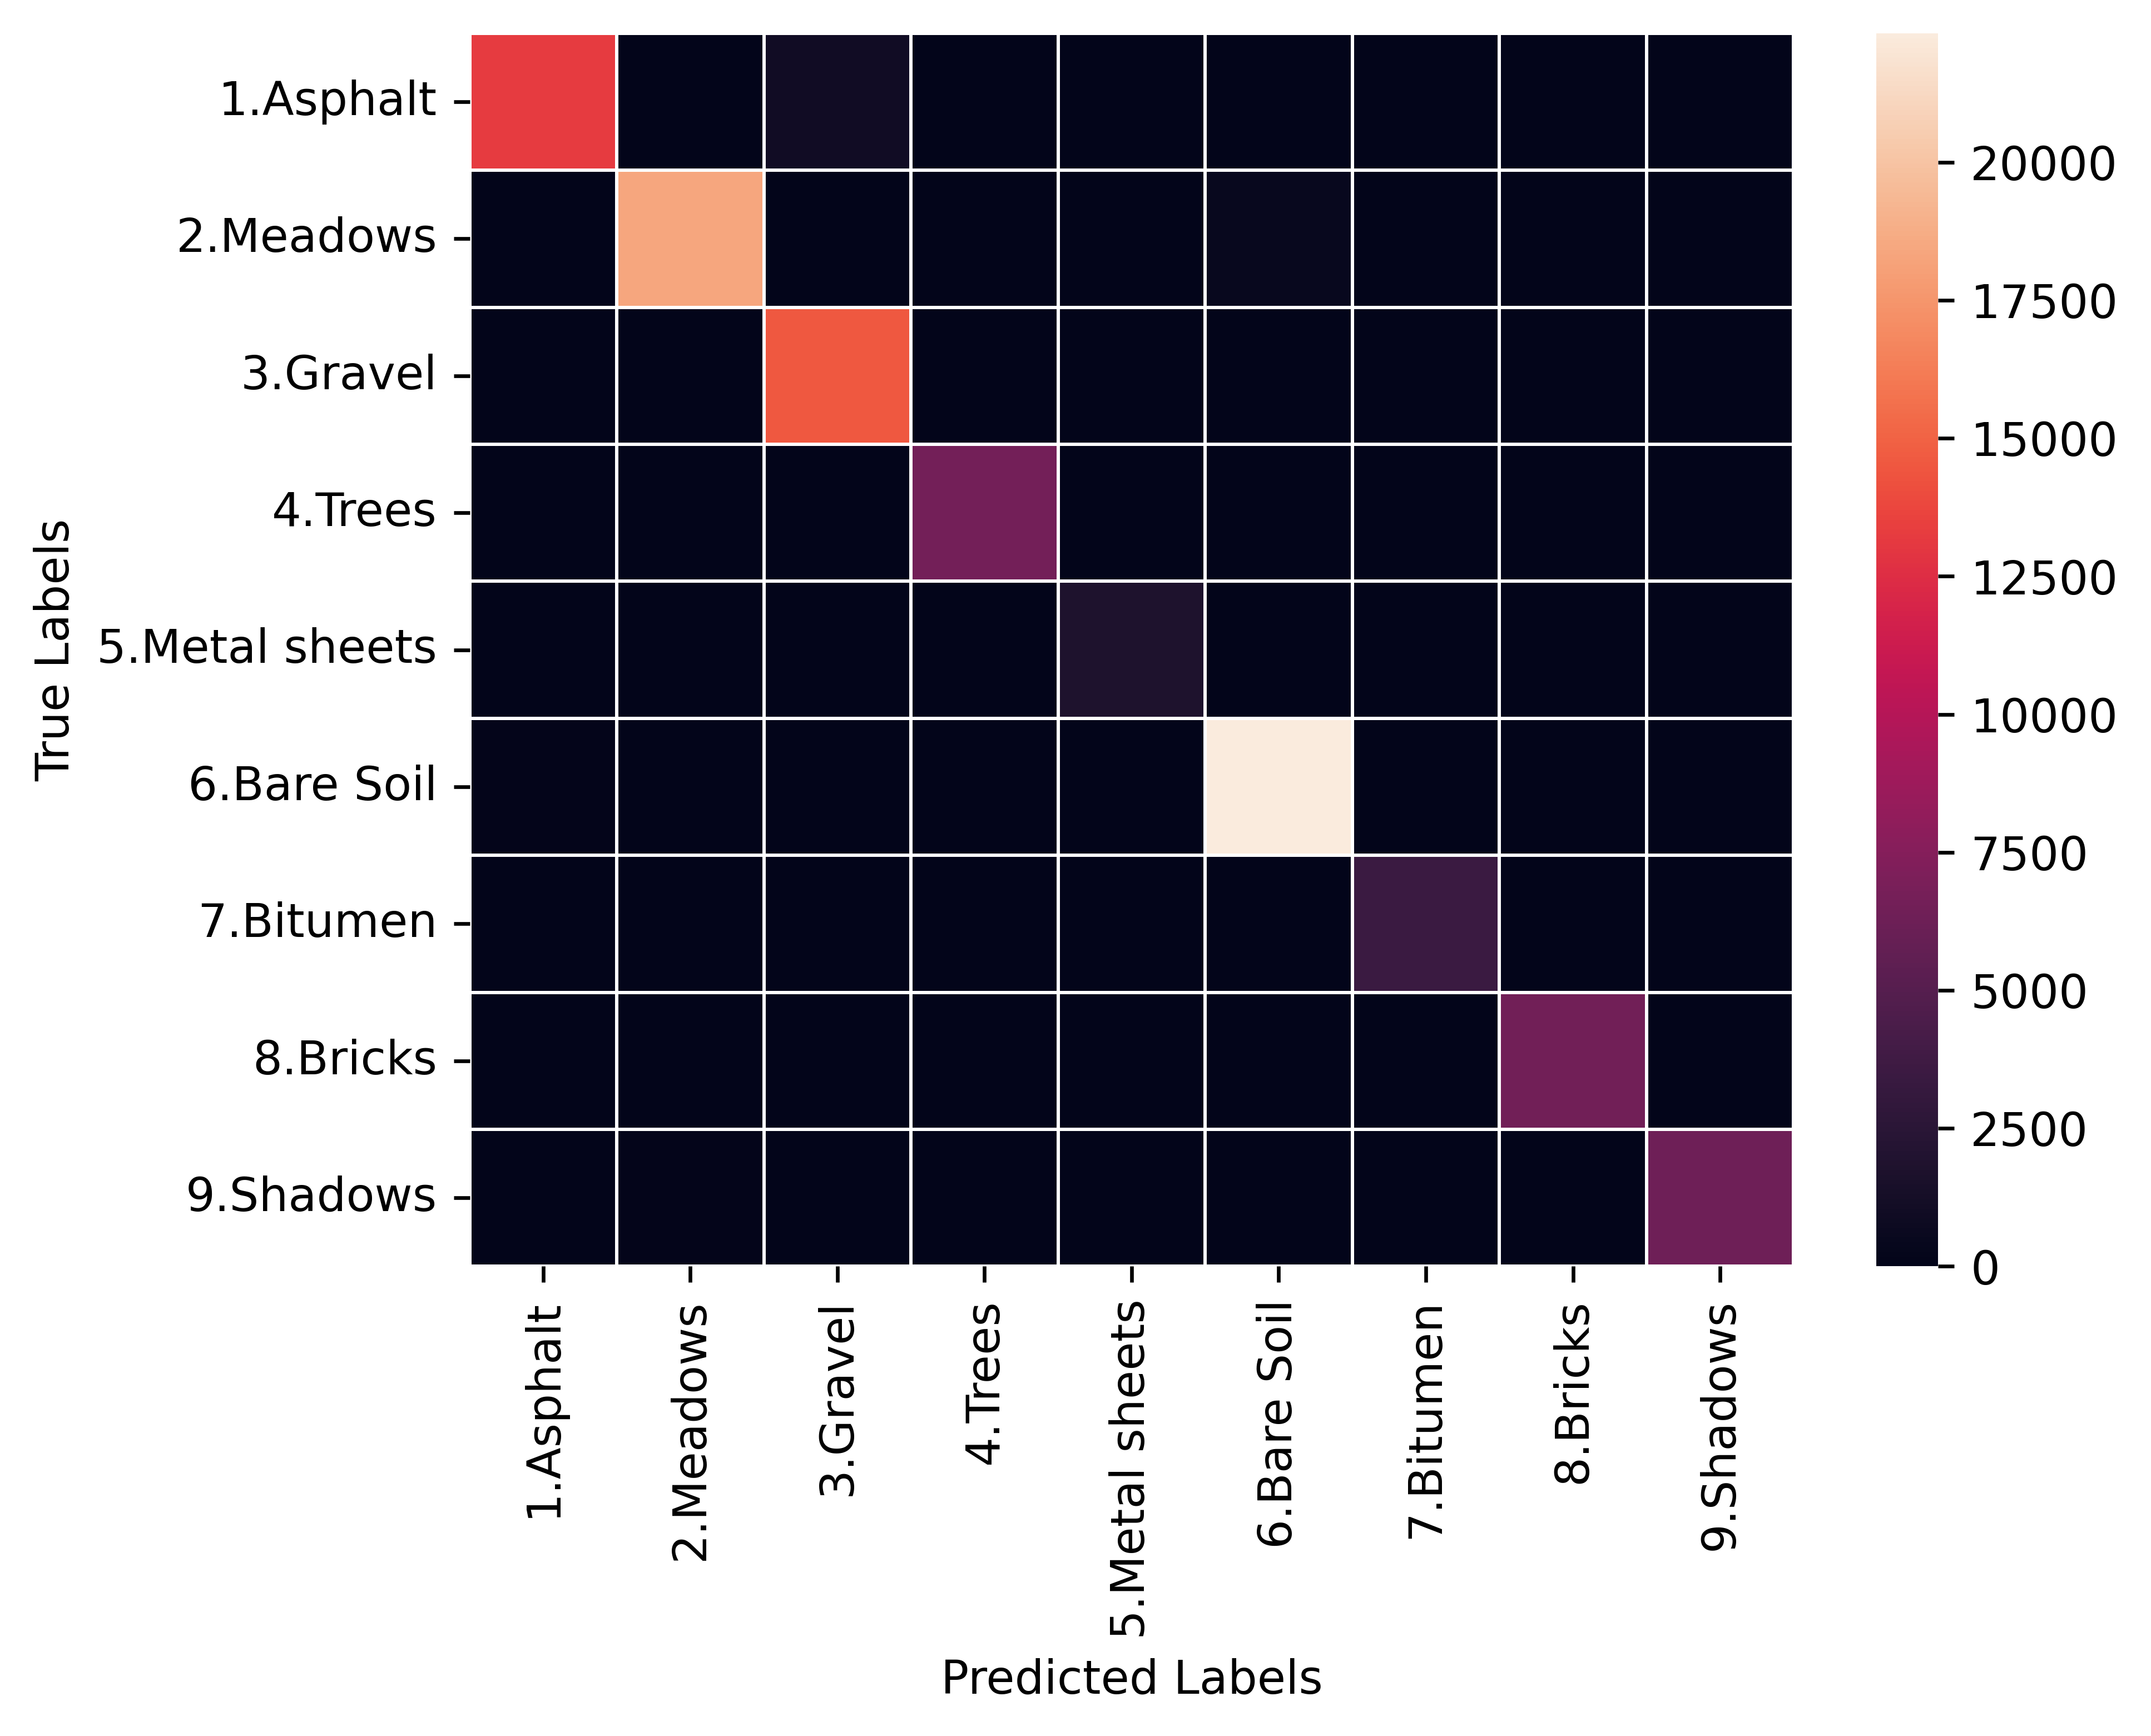 True Labels
1.Asphalt
2.Meadows
3.Gravel
4.Trees
5.Metal sheets
6.Bare Soil
7.Bitumen
8.Bricks
9.Shadows
1.Asphalt
2.Meadows
3.Gravel
4.Trees
5.Metal sheets
6.Bare Soil
7.Bitumen
8.Bricks
9.Shadows
Predicted Labels
20000
17500
15000
12500
10000
7500
5000
2500
0